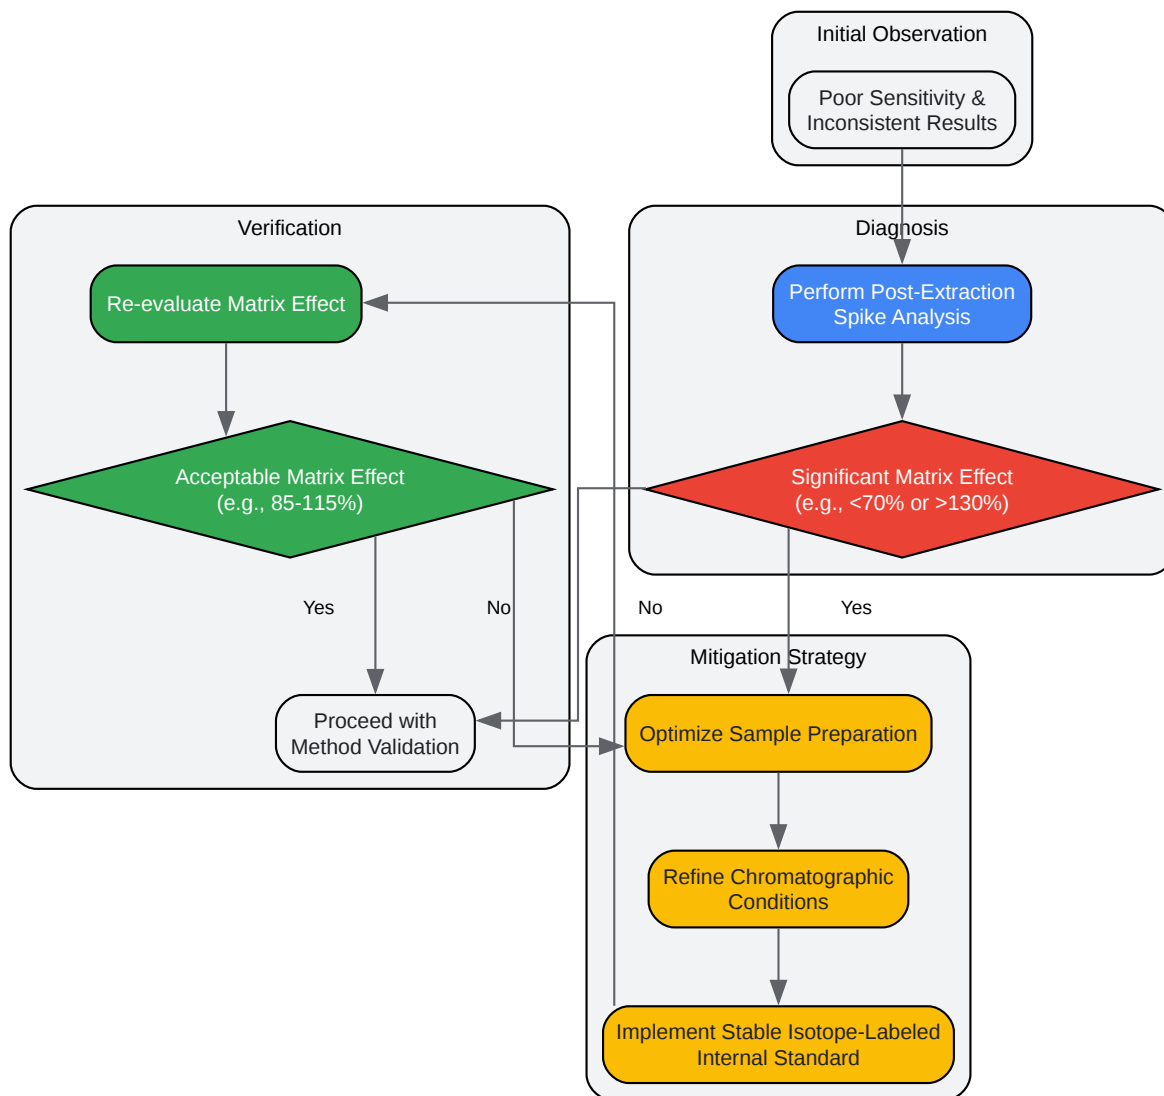 Initial Observation
Poor Sensitivity &
Inconsistent Results
Verification
Re-evaluate Matrix Effect
Acceptable Matrix Effect
(e.g., 85-115%)
Yes
No
Proceed with
Method Validation
Diagnosis
Perform Post-Extraction
Spike Analysis
Significant Matrix Effect
(e.g., <70% or >130%)
No
Yes
Mitigation Strategy
Optimize Sample Preparation
Refine Chromatographic
Conditions
Implement Stable Isotope-Labeled
Internal Standard